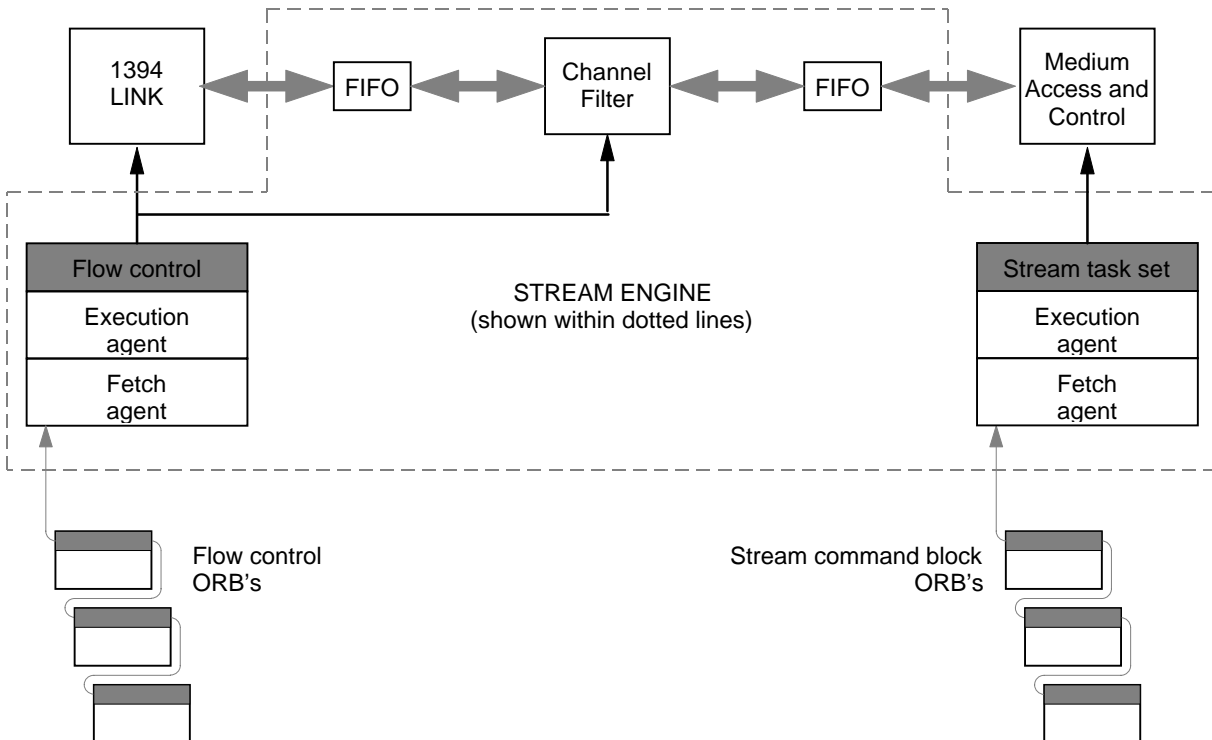 1394
LINK
FIFO
Channel
Filter
FIFO
Medium
Access and
Control
Flow control
Execution
agent
Fetch
agent
STREAM ENGINE
(shown within dotted lines)
Stream task set
Execution
agent
Fetch
agent
Flow control
ORB's
Stream command block
ORB's